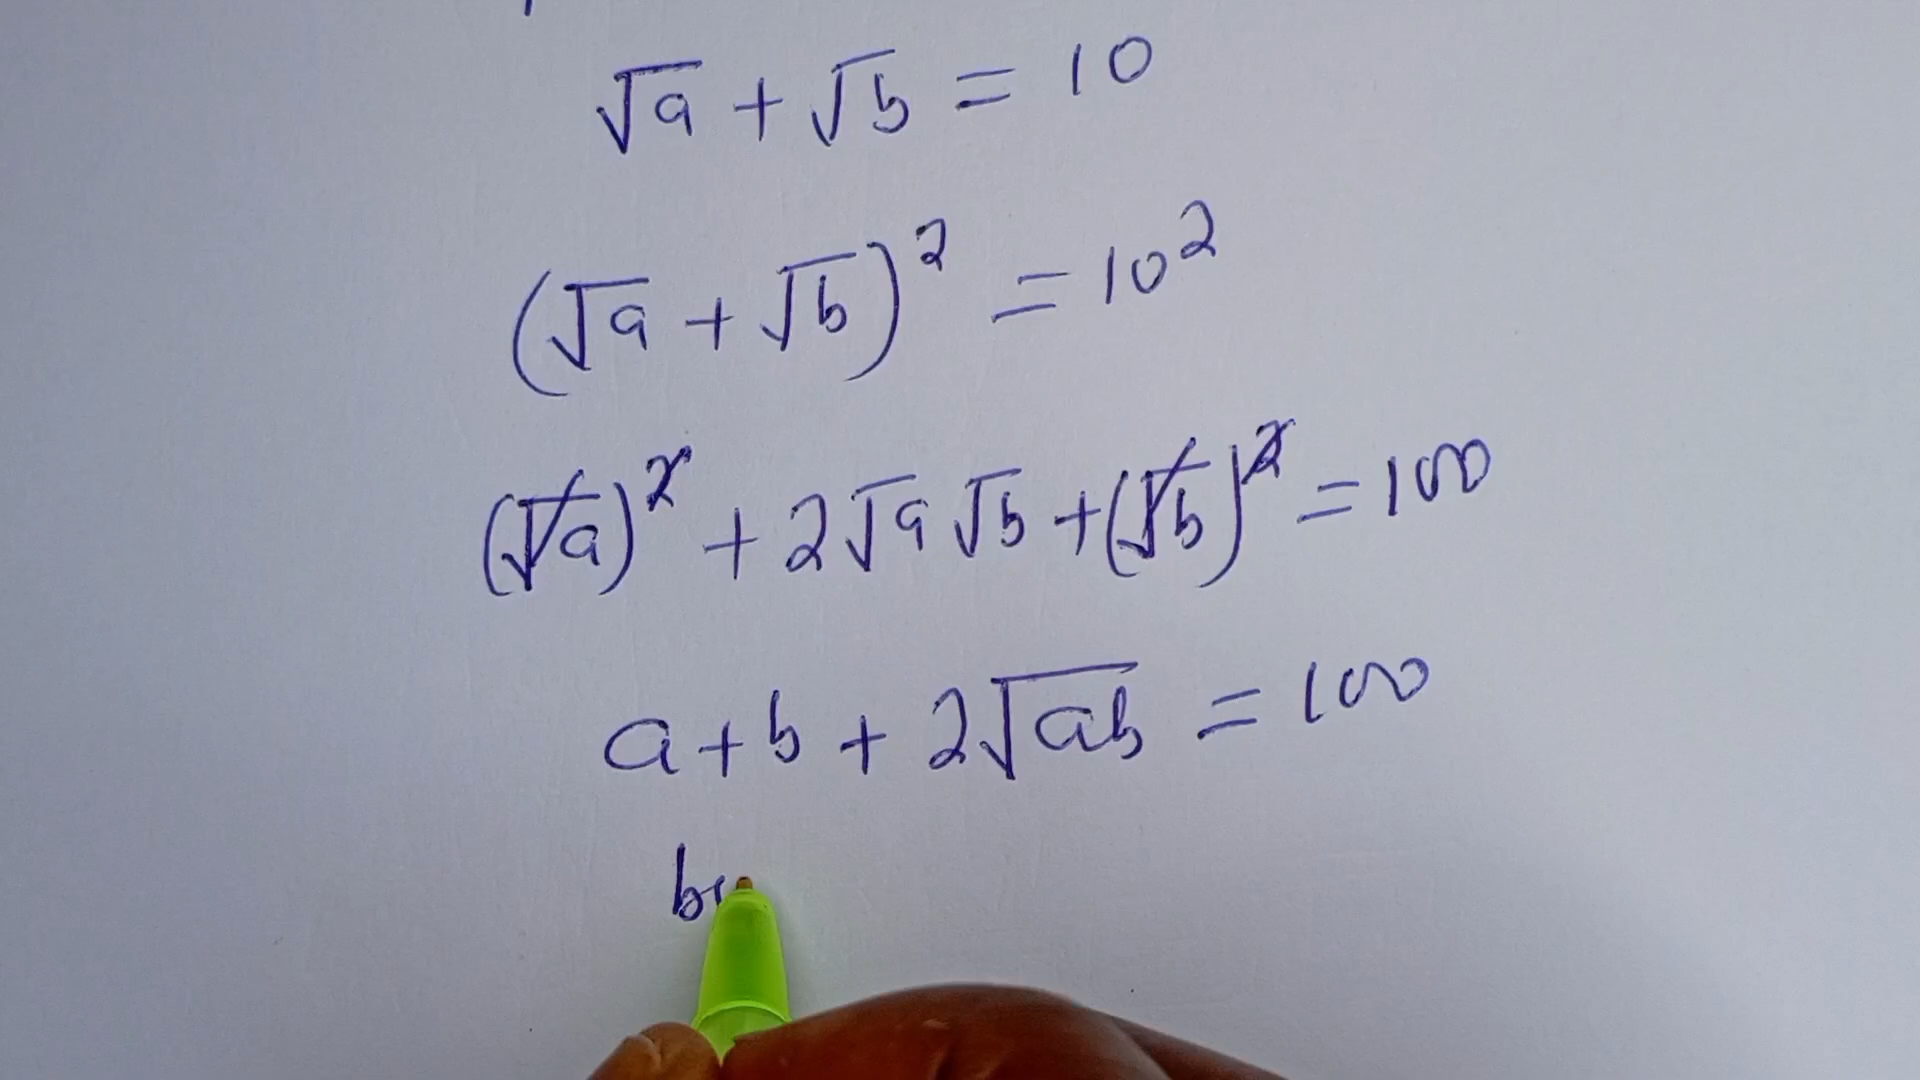 √a + √b = 10
(√a + √b)² = 10²
(√a)² + 2√a √b + (√b)² = 100
a + b + 2√ab = 100